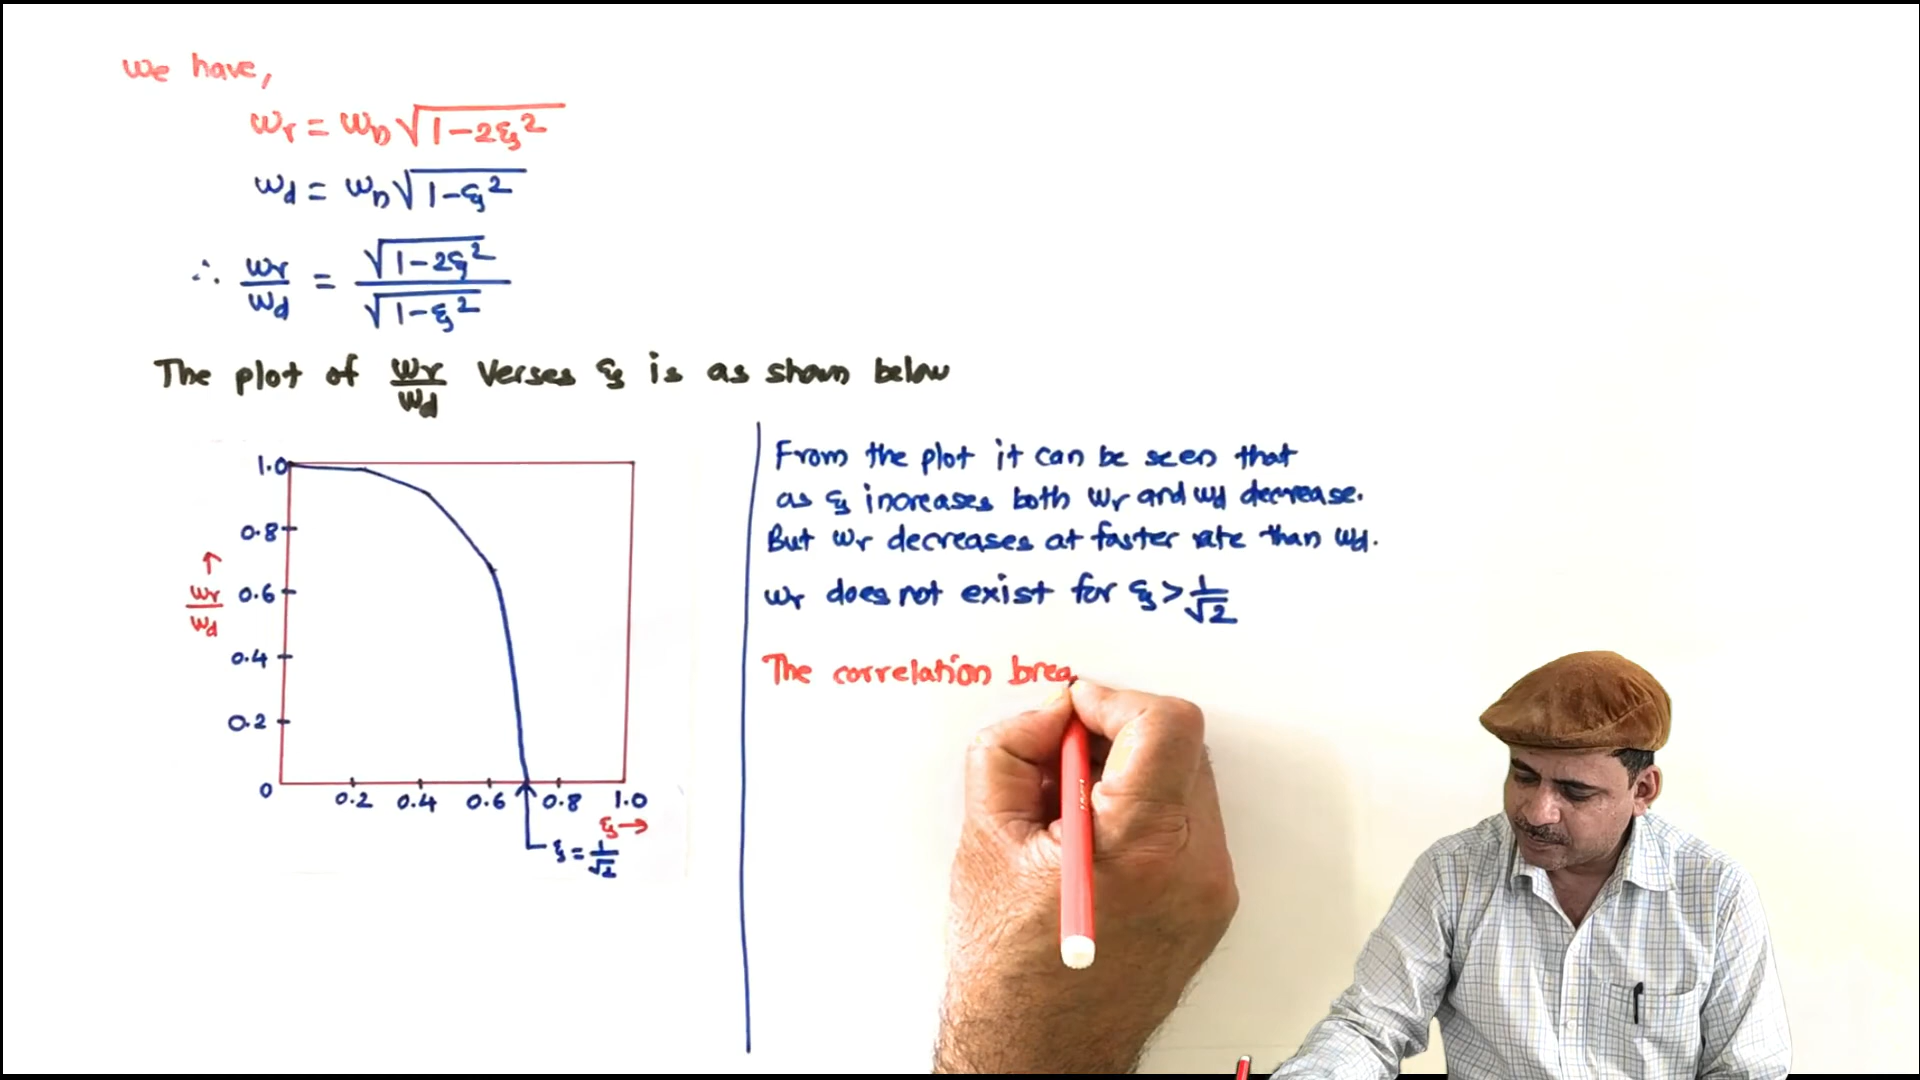 We have,
ωr = ωn √1-2ξ²
ωd = ωn √1-ξ²
∴ ωr/ωd = √1-2ξ² / √1-ξ²
The plot of ωr/ωd Verses ξ is as shown below
1.0
0.8
0.6
0.4
0.2
0
ωr/ωd →
0.2 0.4 0.6 0.8 1.0
ξ →
ξ = 1/√2
From the plot it can be seen that
as ξ increases both ωr and ωd decrease.
But ωr decreases at faster rate than ωd.
ωr does not exist for ξ > 1/√2
The correlation brea